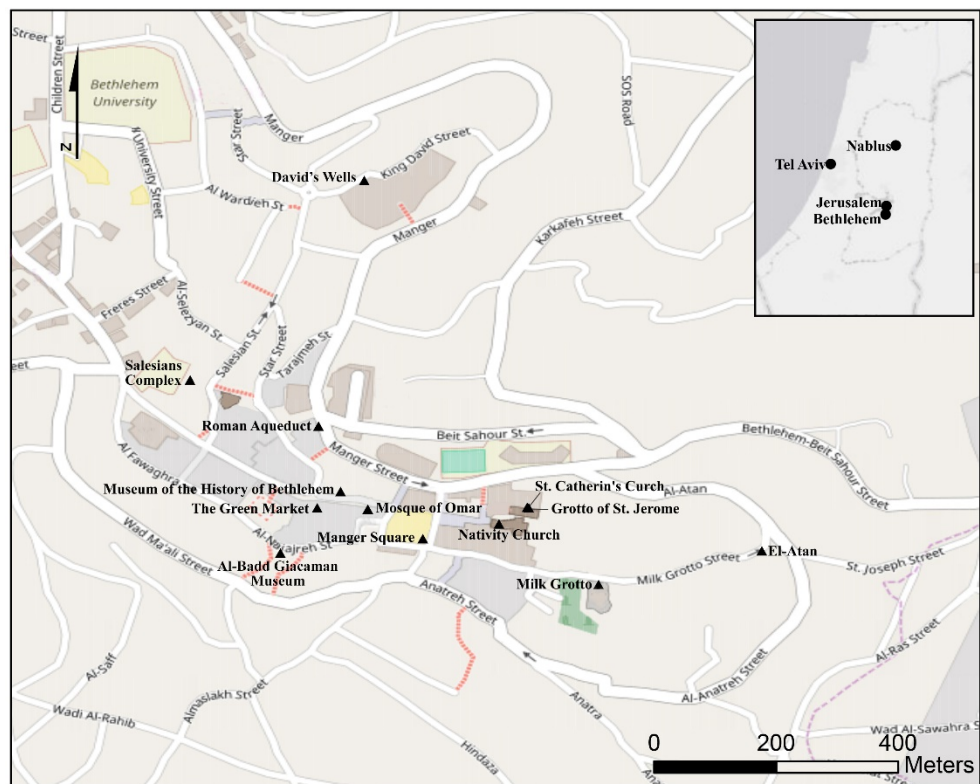 Street
Children Street
Bethlehem
University
N
University Street
Star Street
Manger
David's Wells
King David Street
SOS Road
Al Wardieh St
Manger
Karkafeh Street
Nablus
Tel Aviv
Jerusalem
Bethlehem
Freres Street
Al-Selezyan St.
Salesian St.
Star Street
Tarajmeh St.
Salesians
Complex
Roman Aqueduct
Beit Sahour St.
Bethlehem-Beit Sahour Street
Al Fawaghra
Manger Street
Museum of the History of Bethlehem
The Green Market
Mosque of Omar
St. Catherin's Curch
Grotto of St. Jerome
Al-Atan
Nativity Church
Manger Square
Al-Najajreh St
Al-Badd Giacaman
Museum
Wad Ma'ali Street
Anatreh Street
Milk Grotto
Milk Grotto Street
El-Atan
St. Joseph Street
Al-Ras Street
Al-Anatreh Street
Al-Saff
Wadi Al-Rahib
Almaslakh Street
Hindaza
Anatra
Wad Al-Sawahra
0 200 400
Meters